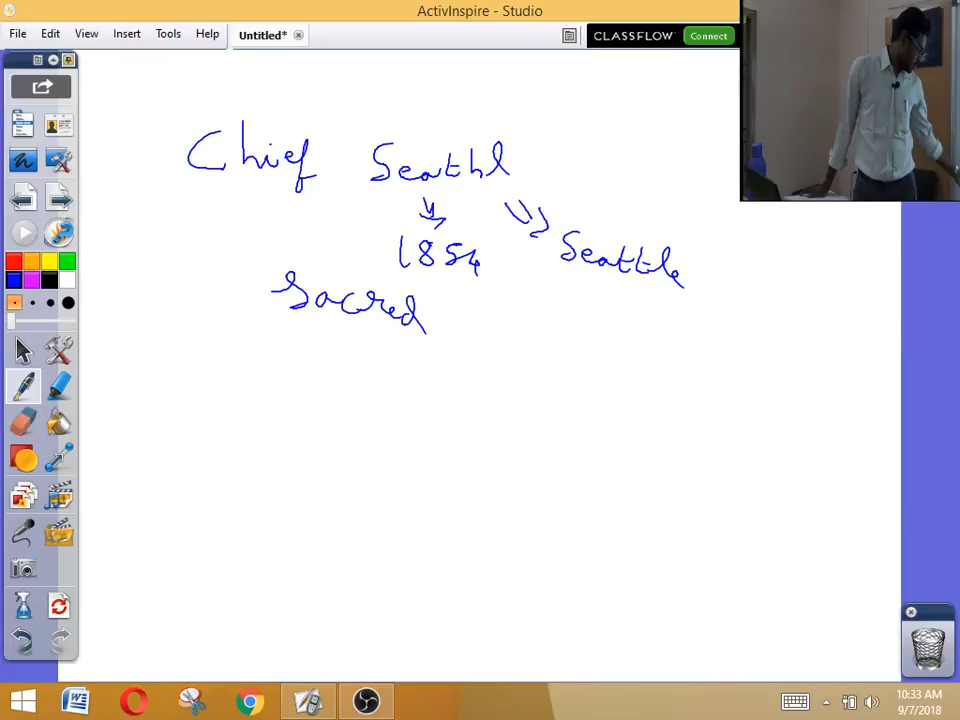 ActivInspire - Studio
File Edit View Insert Tools Help Untitled* CLASSFLOW Connect
Chief Seathl
1854 Seattle
Sacred
10:33 AM
9/7/2018